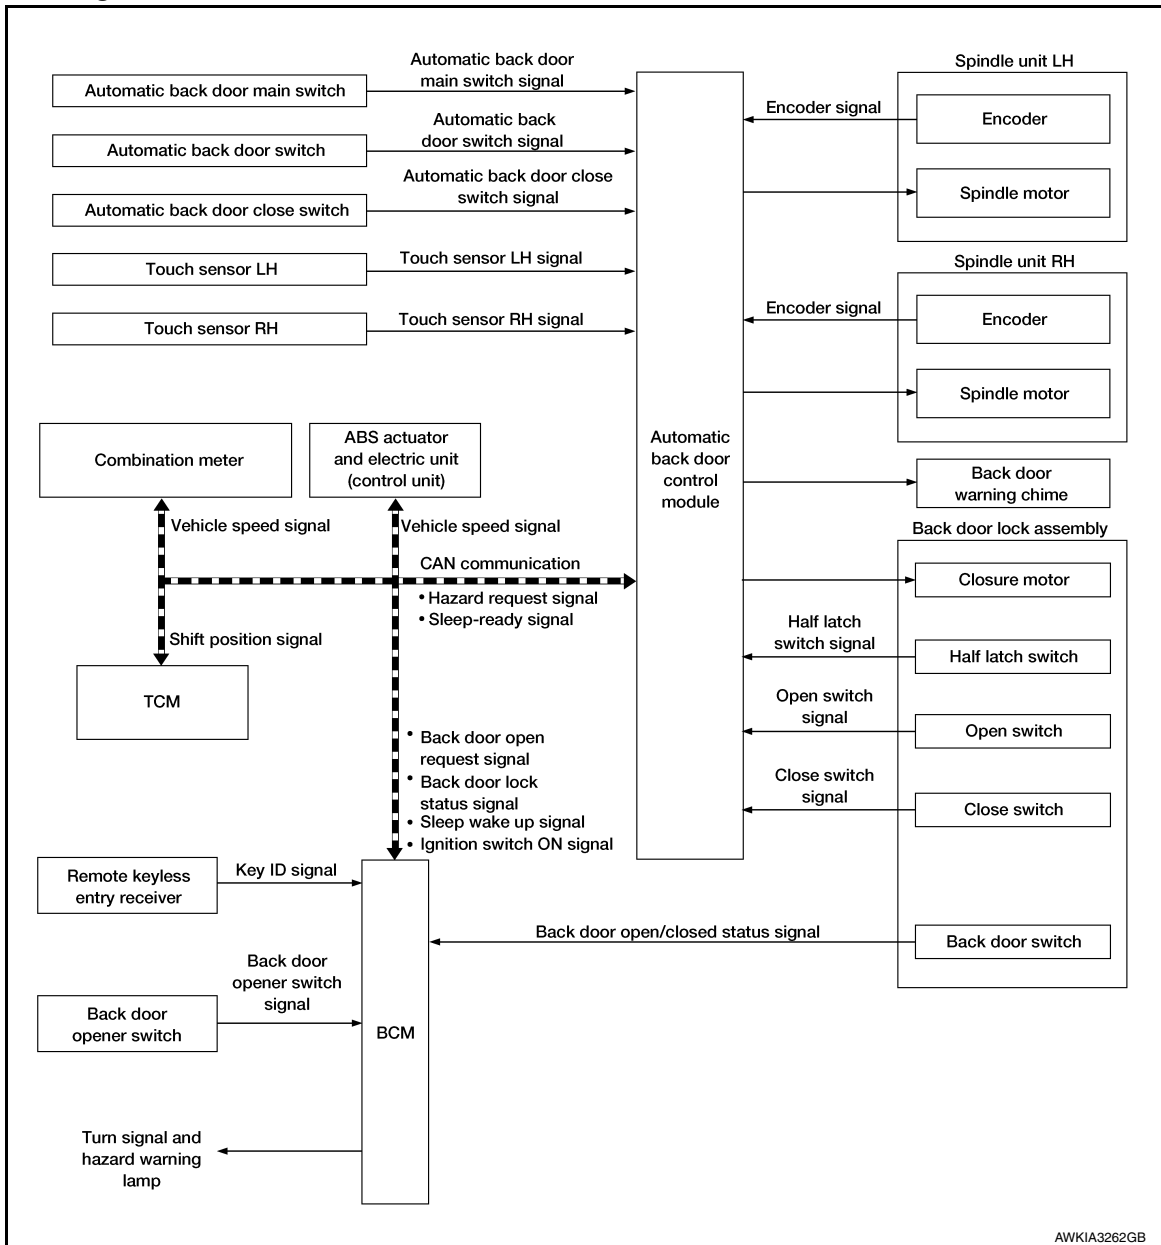 Automatic back door main switch
Automatic back door
main switch signal
Automatic back door switch
Automatic back
door switch signal
Automatic back door close switch
Automatic back door close
switch signal
Touch sensor LH
Touch sensor LH signal
Touch sensor RH
Touch sensor RH signal
Spindle unit LH
Encoder signal
Encoder
Spindle motor
Spindle unit RH
Encoder signal
Encoder
Spindle motor
Automatic
back door
control
module
Back door
warning chime
Combination meter
ABS actuator
and electric unit
(control unit)
Vehicle speed signal
Vehicle speed signal
CAN communication
• Hazard request signal
• Sleep-ready signal
Shift position signal
TCM
Back door lock assembly
Closure motor
Half latch
switch signal
Half latch switch
Open switch
signal
Open switch
Close switch
signal
Close switch
• Back door open
request signal
• Back door lock
status signal
• Sleep wake up signal
• Ignition switch ON signal
Remote keyless
entry receiver
Key ID signal
Back door open/closed status signal
Back door switch
Back door
opener switch
signal
Back door
opener switch
BCM
Turn signal and
hazard warning
lamp
AWKIA3262GB